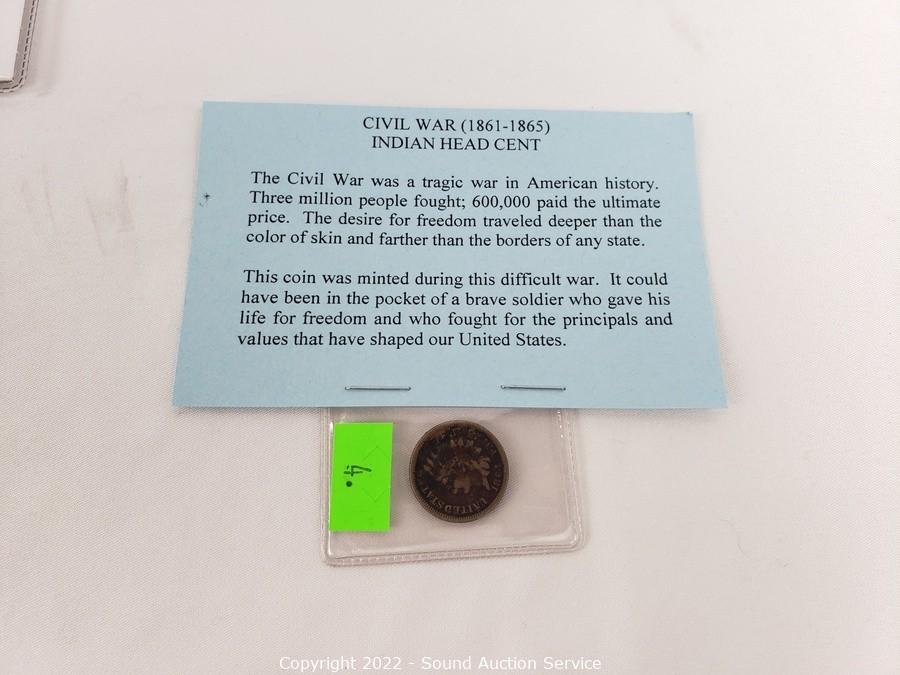 CIVIL WAR (1861-1865)
INDIAN HEAD CENT
The Civil War was a tragic war in American history.
Three million people fought; 600,000 paid the ultimate
price. The desire for freedom traveled deeper than the
color of skin and farther than the borders of any state.
This coin was minted during this difficult war. It could
have been in the pocket of a brave soldier who gave his
life for freedom and who fought for the principals and
values that have shaped our United States.
4.
UNITED STAT
Copyright 2022 - Sound Auction Service